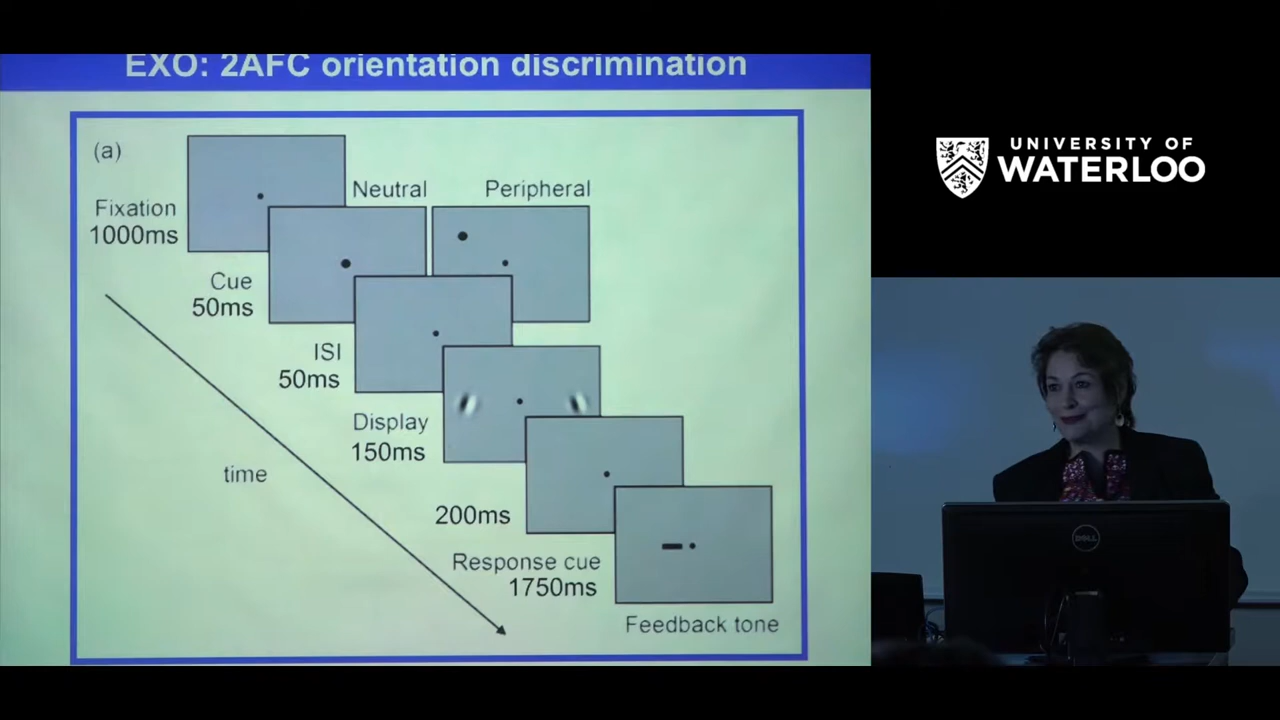 EXO: 2AFC orientation discrimination
(a)
Neutral
Peripheral
Fixation
1000ms
Cue
50ms
ISI
50ms
Display
150ms
time
200ms
Response cue
1750ms
Feedback tone
UNIVERSITY OF
WATERLOO
DELL